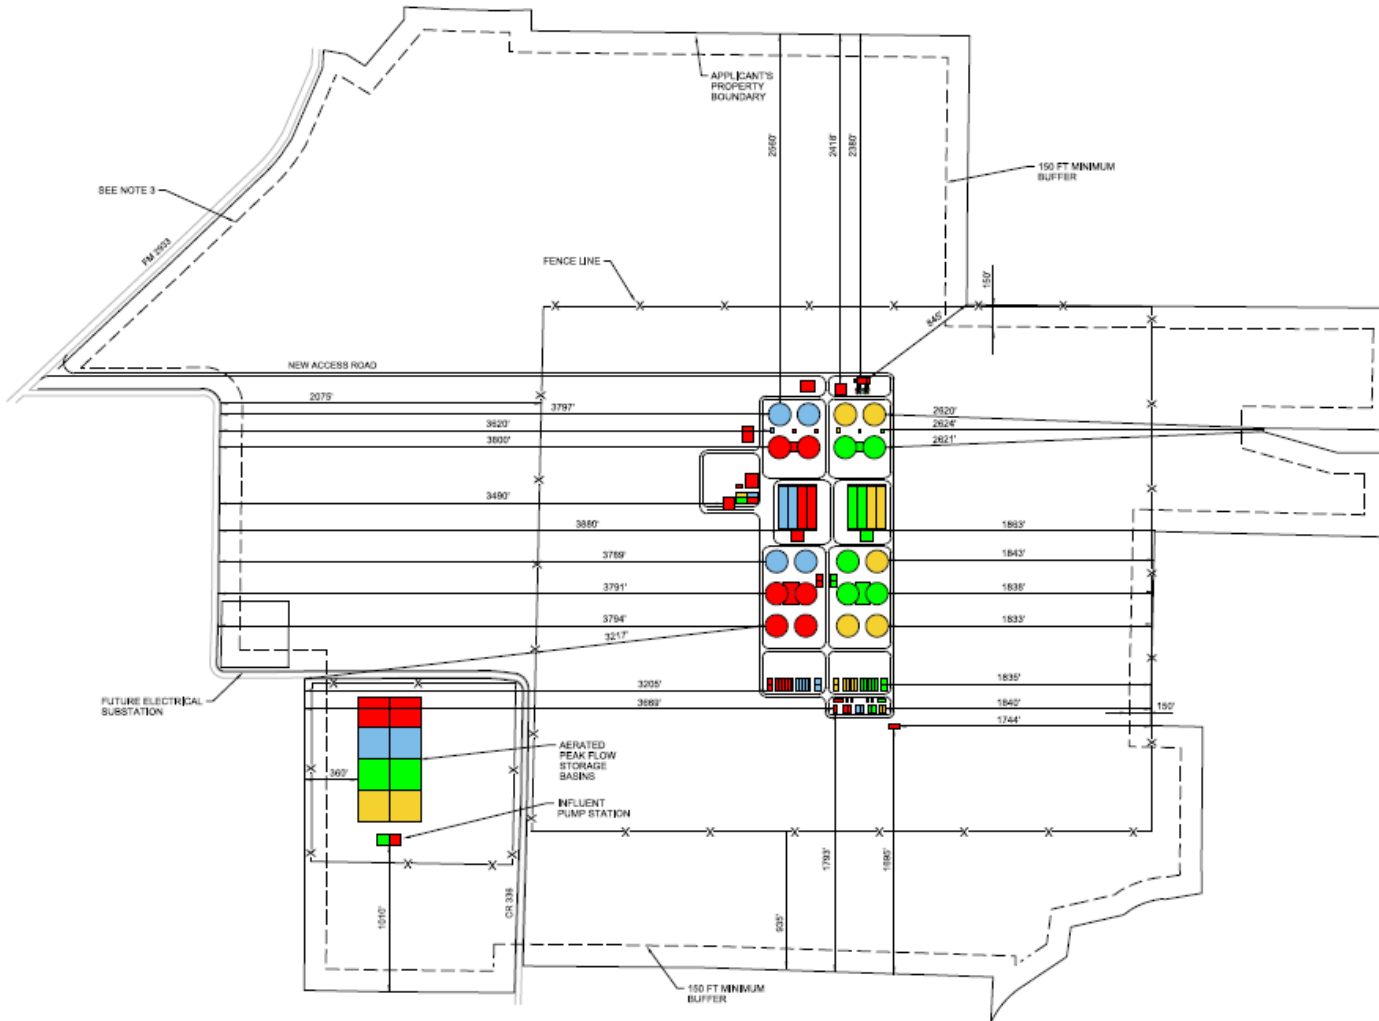 APPLICANT'S
PROPERTY
BOUNDARY
2560'
2418'
2380'
150 FT MINIMUM
BUFFER
SEE NOTE 3
FM 2933
FENCE LINE
150'
845'
NEW ACCESS ROAD
2075'
3797'
2620'
3620'
2624'
3800'
2621'
3490'
3880'
1863'
3789'
1843'
3791'
1838'
3794'
1833'
3217'
3205'
1835'
3669'
1840'
150'
1744'
FUTURE ELECTRICAL
SUBSTATION
AERATED
PEAK FLOW
STORAGE
BASINS
360'
INFLUENT
PUMP STATION
1793'
1695'
CR 336
1010'
935'
150 FT MINIMUM
BUFFER